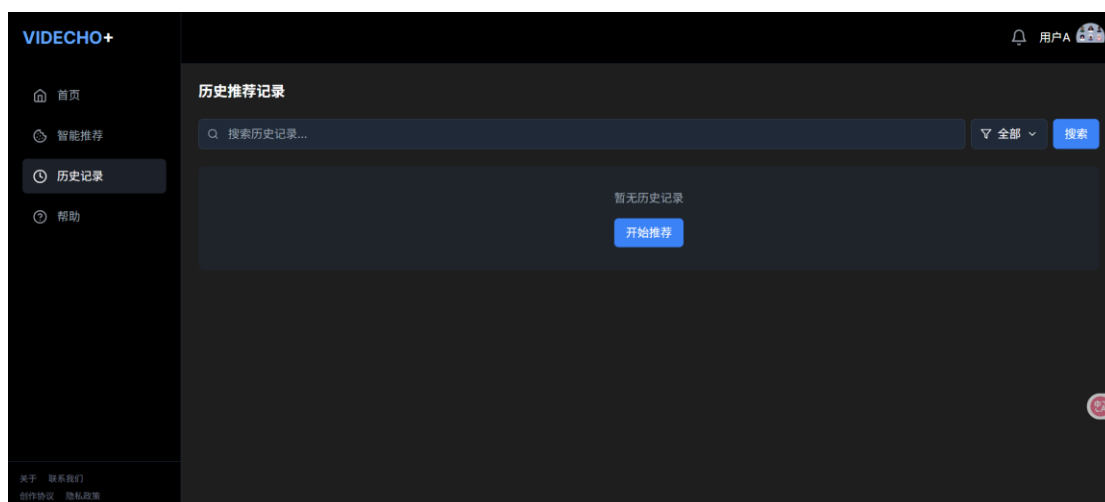 VIDECHO+
用户A
首页
智能推荐
历史记录
帮助
历史推荐记录
搜索历史记录...
全部
搜索
暂无历史记录
开始推荐
关于 联系我们
创作协议 隐私政策